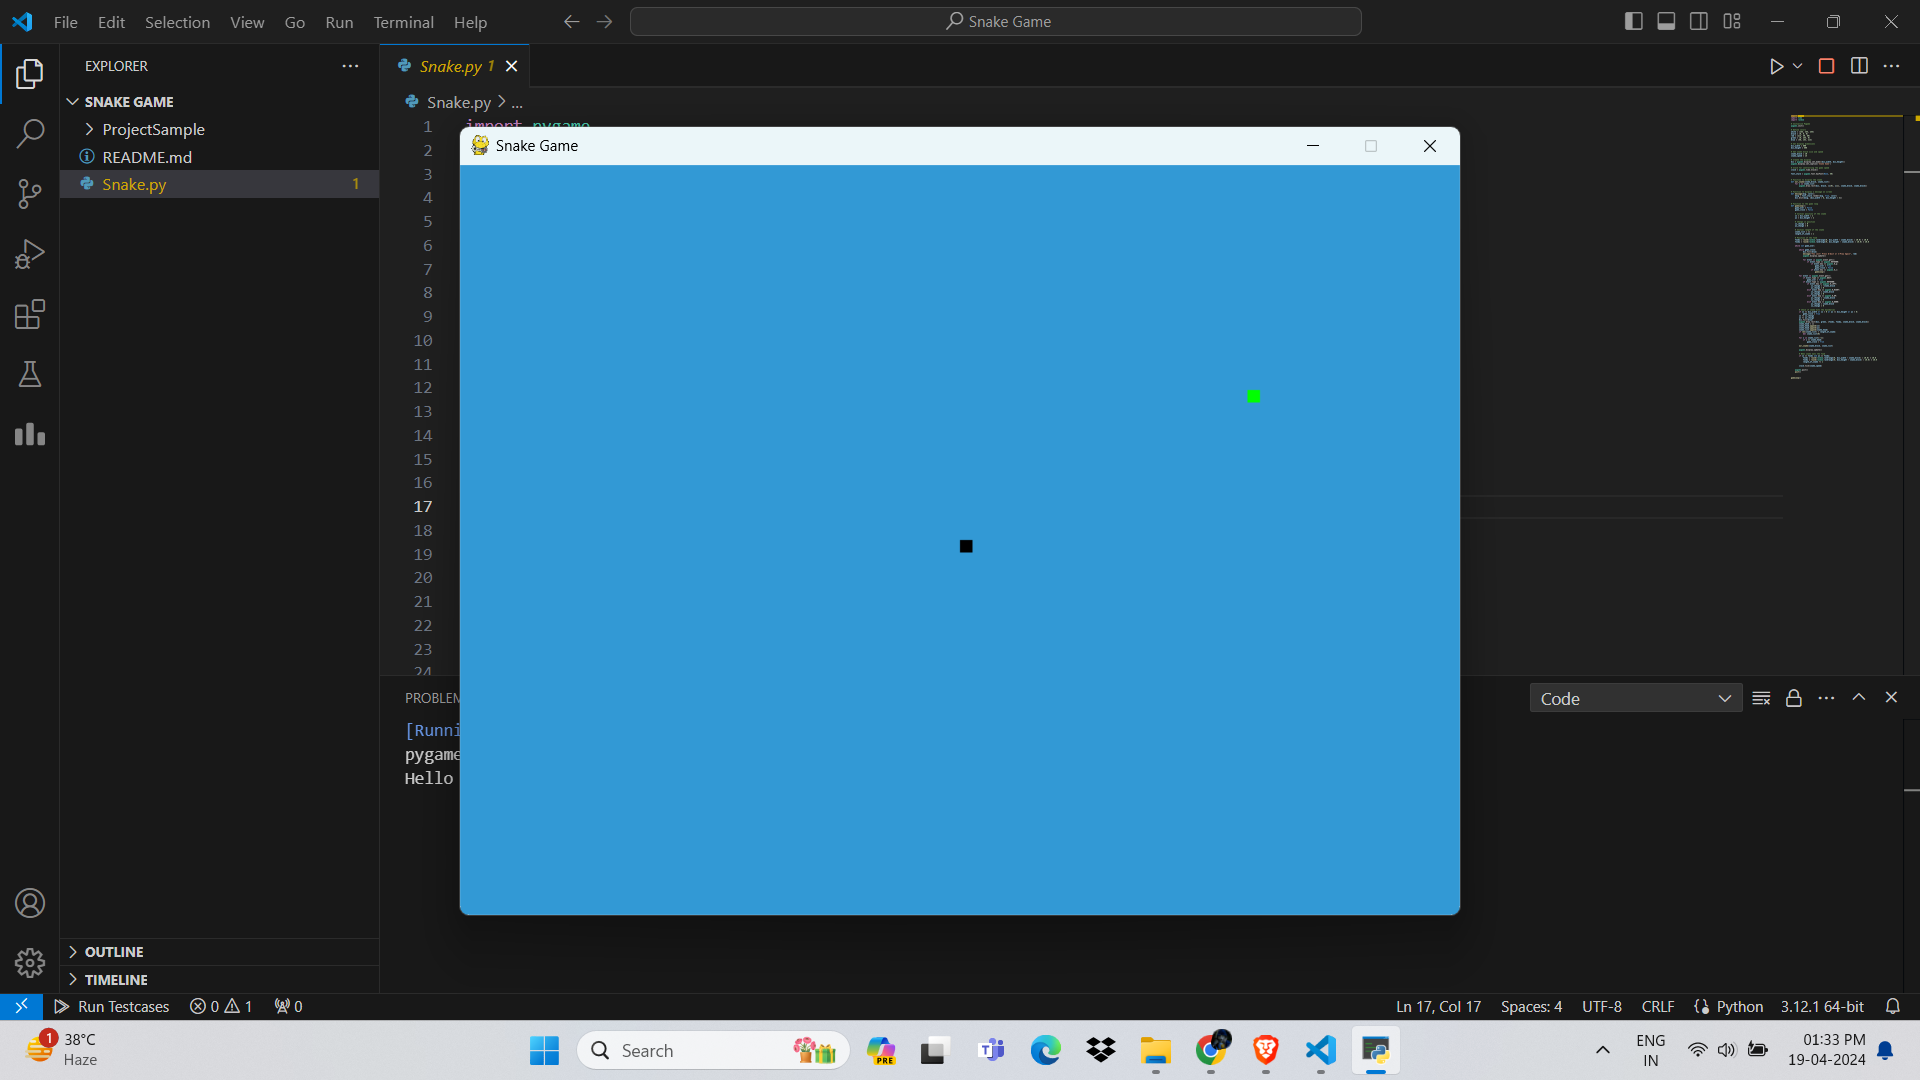 File Edit Selection View Go Run Terminal Help
Snake Game
EXPLORER
SNAKE GAME
ProjectSample
README.md
Snake.py 1
Snake.py 1
Snake.py > ...
1 import pygame
2
3
4
5
6
7
8
9
10
11
12
13
14
15
16
17
18
19
20
21
22
23
24
Snake Game
PROBLEM
[Runni
pygame
Hello
Code
OUTLINE
TIMELINE
Run Testcases 0 1 0
Ln 17, Col 17 Spaces: 4 UTF-8 CRLF Python 3.12.1 64-bit
1
38°C
Haze
Search
PRE
ENG
IN
01:33 PM
19-04-2024